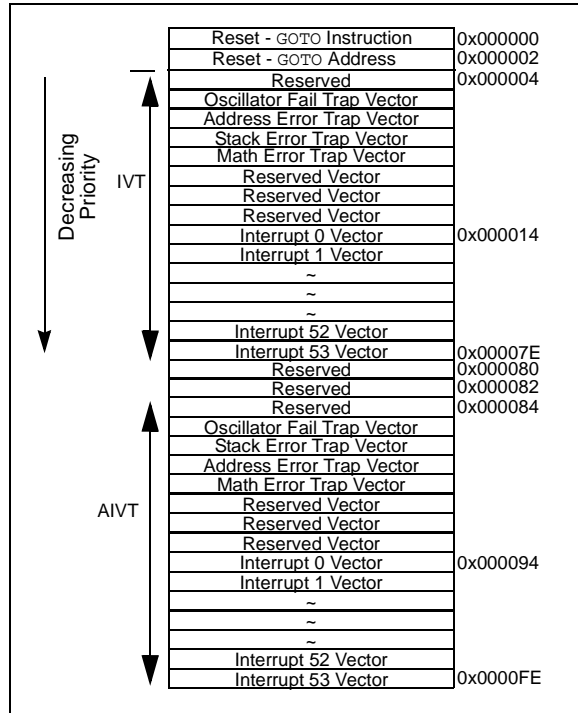 Reset - GOTO Instruction 0x000000
Reset - GOTO Address 0x000002
Reserved 0x000004
Oscillator Fail Trap Vector
Address Error Trap Vector
Stack Error Trap Vector
Math Error Trap Vector
Reserved Vector
Reserved Vector
Reserved Vector
Interrupt 0 Vector 0x000014
Interrupt 1 Vector
~
~
~
Interrupt 52 Vector
Interrupt 53 Vector 0x00007E
Reserved 0x000080
Reserved 0x000082
Reserved 0x000084
Oscillator Fail Trap Vector
Stack Error Trap Vector
Address Error Trap Vector
Math Error Trap Vector
Reserved Vector
Reserved Vector
Reserved Vector
Interrupt 0 Vector 0x000094
Interrupt 1 Vector
~
~
~
Interrupt 52 Vector
Interrupt 53 Vector 0x0000FE
Decreasing
Priority
IVT
AIVT